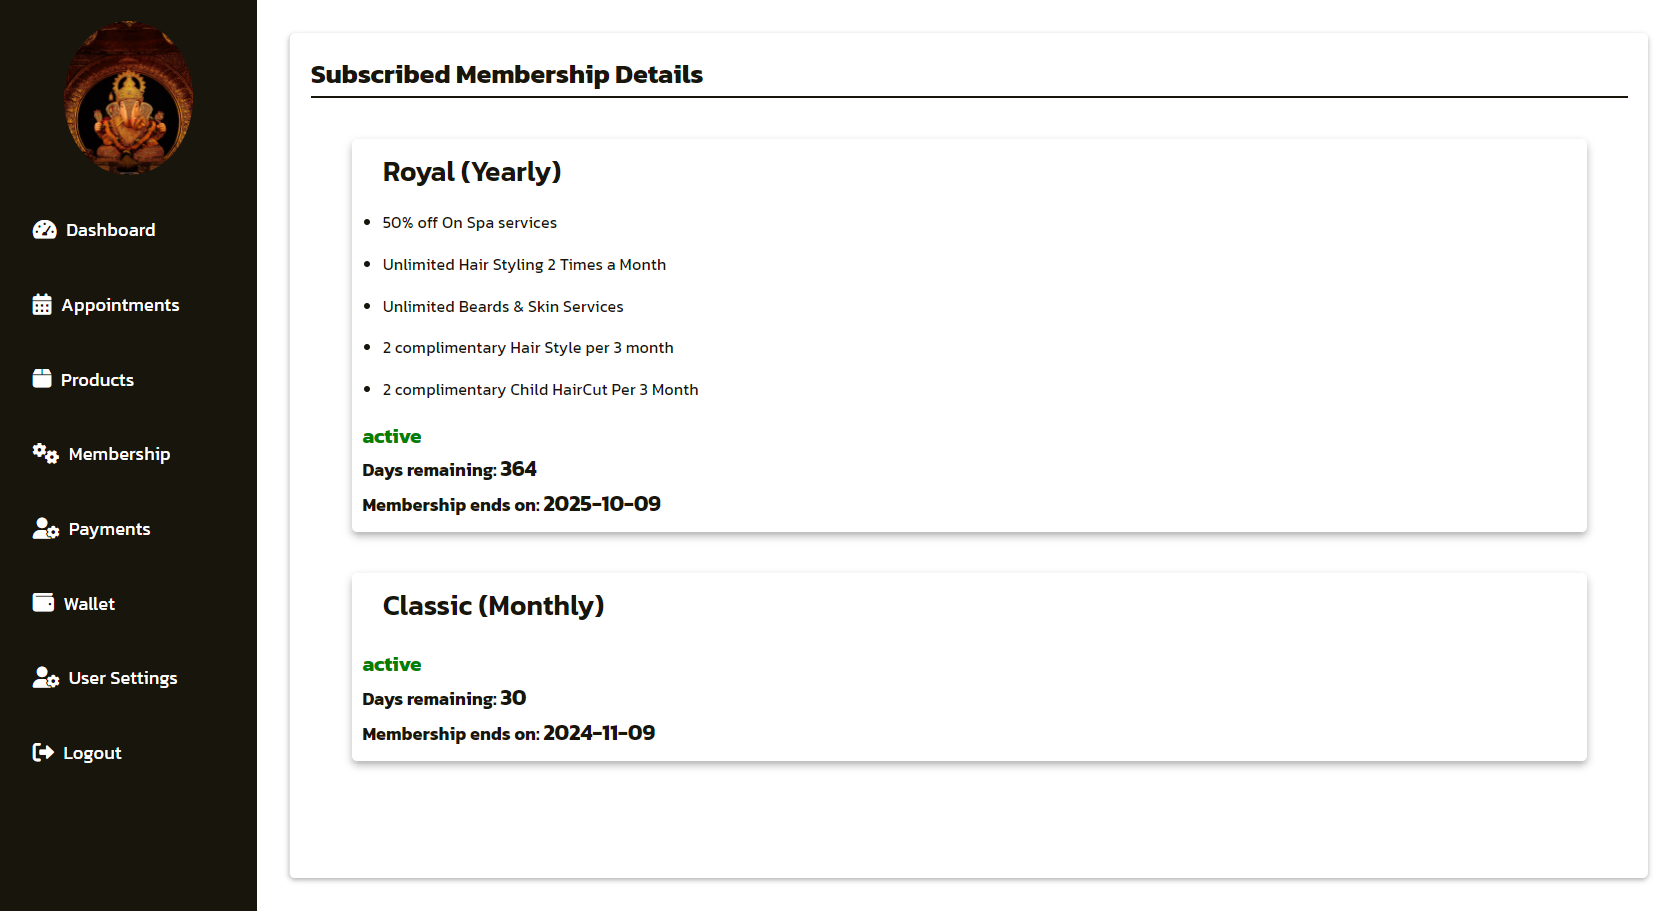 Dashboard
Appointments
Products
Membership
Payments
Wallet
User Settings
Logout
Subscribed Membership Details
Royal (Yearly)
50% off On Spa services
Unlimited Hair Styling 2 Times a Month
Unlimited Beards & Skin Services
2 complimentary Hair Style per 3 month
2 complimentary Child HairCut Per 3 Month
active
Days remaining: 364
Membership ends on: 2025-10-09
Classic (Monthly)
active
Days remaining: 30
Membership ends on: 2024-11-09